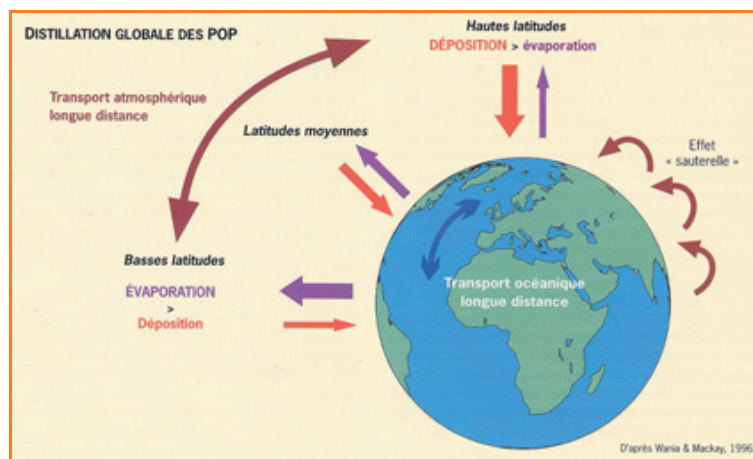 DISTILLATION GLOBALE DES POP
Hautes latitudes
DÉPOSITION > évaporation
Transport atmosphérique
longue distance
Latitudes moyennes
Effet
« sauterelle »
Basses latitudes
ÉVAPORATION
>
Déposition
Transport océanique
longue distance
D'après Wania & Mackay, 1996